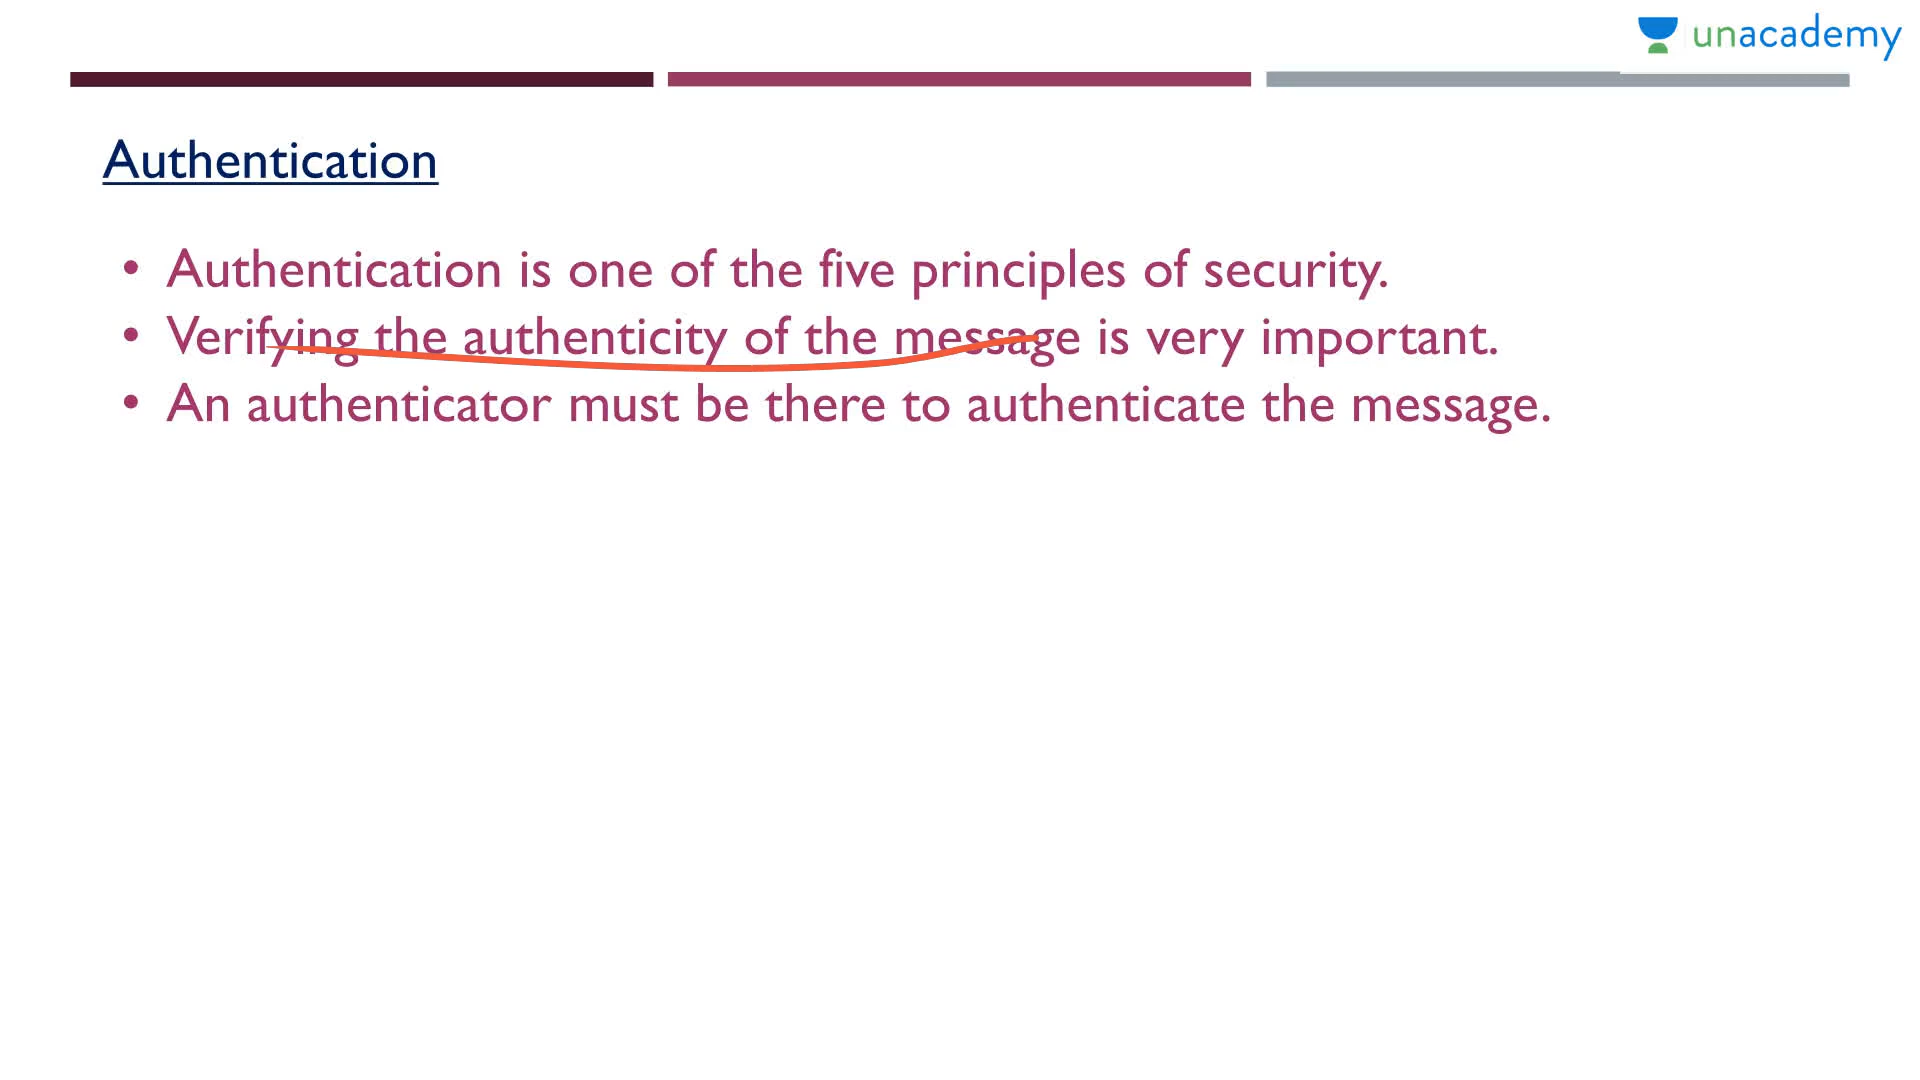 unacademy
Authentication
• Authentication is one of the five principles of security.
• Verifying the authenticity of the message is very important.
• An authenticator must be there to authenticate the message.